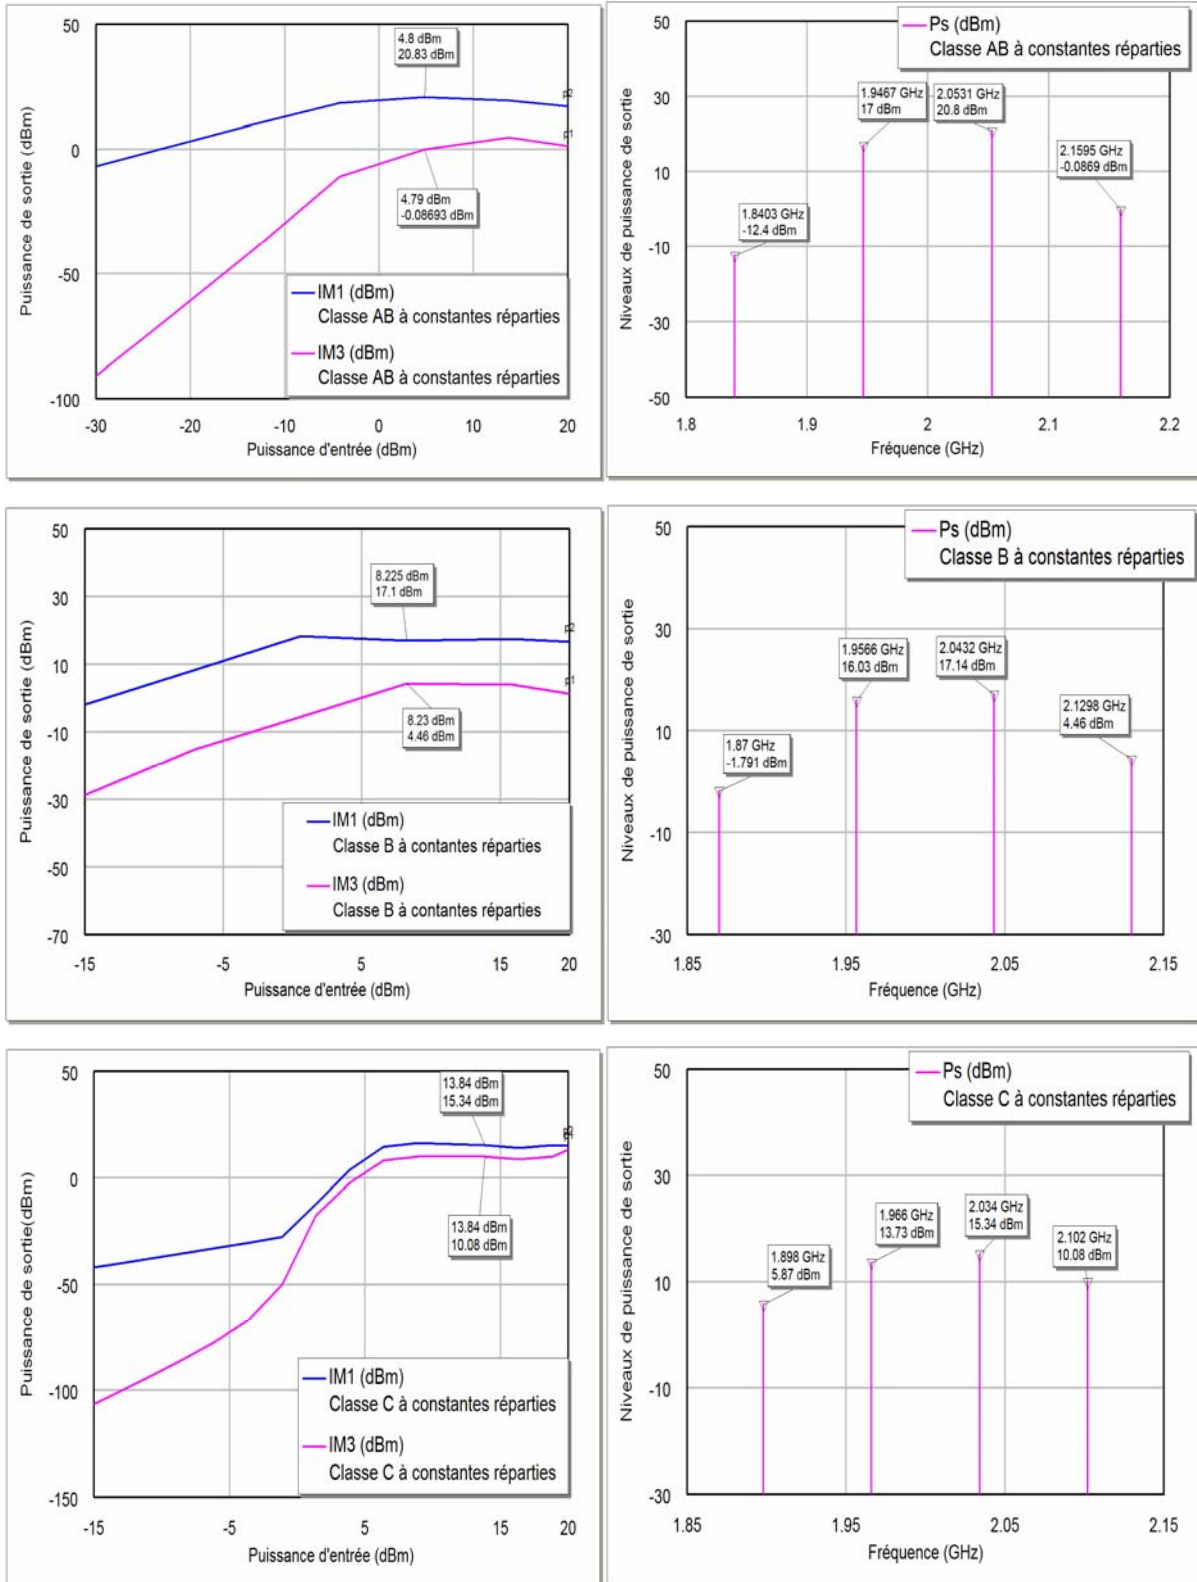 Puissance de sortie (dBm)
50
0
-50
-100
4.8 dBm
20.83 dBm
p2
p1
4.79 dBm
-0.08693 dBm
IM1 (dBm)
Classe AB à constantes réparties
IM3 (dBm)
Classe AB à constantes réparties
-30
-20
-10
0
10
20
Puissance d'entrée (dBm)
Niveaux de puissance de sortie
50
30
10
-10
-30
-50
Ps (dBm)
Classe AB à constantes réparties
1.9467 GHz
17 dBm
2.0531 GHz
20.8 dBm
2.1595 GHz
-0.0869 dBm
1.8403 GHz
-12.4 dBm
1.8
1.9
2
2.1
2.2
Fréquence (GHz)
Puissance de sortie (dBm)
50
30
10
-10
-30
-50
-70
8.225 dBm
17.1 dBm
p1
8.23 dBm
4.46 dBm
IM1 (dBm)
Classe B à contantes réparties
IM3 (dBm)
Classe B à contantes réparties
-15
-5
5
15
20
Puissance d'entrée (dBm)
Niveaux de puissance de sortie
50
30
10
-10
-30
Ps (dBm)
Classe B à constantes réparties
1.9566 GHz
16.03 dBm
2.0432 GHz
17.14 dBm
2.1298 GHz
4.46 dBm
1.87 GHz
-1.791 dBm
1.85
1.95
2.05
2.15
Fréquence (GHz)
Puissance de sortie(dBm)
50
0
-50
-100
-150
13.84 dBm
15.34 dBm
13.84 dBm
10.08 dBm
IM1 (dBm)
Classe C à constantes réparties
IM3 (dBm)
Classe C à constantes réparties
-15
-5
5
15
20
Puissance d'entrée (dBm)
Niveaux de puissance de sortie
50
30
10
-10
-30
Ps (dBm)
Classe C à constantes réparties
1.966 GHz
13.73 dBm
2.034 GHz
15.34 dBm
2.102 GHz
10.08 dBm
1.898 GHz
5.87 dBm
1.85
1.95
2.05
2.15
Fréquence (GHz)